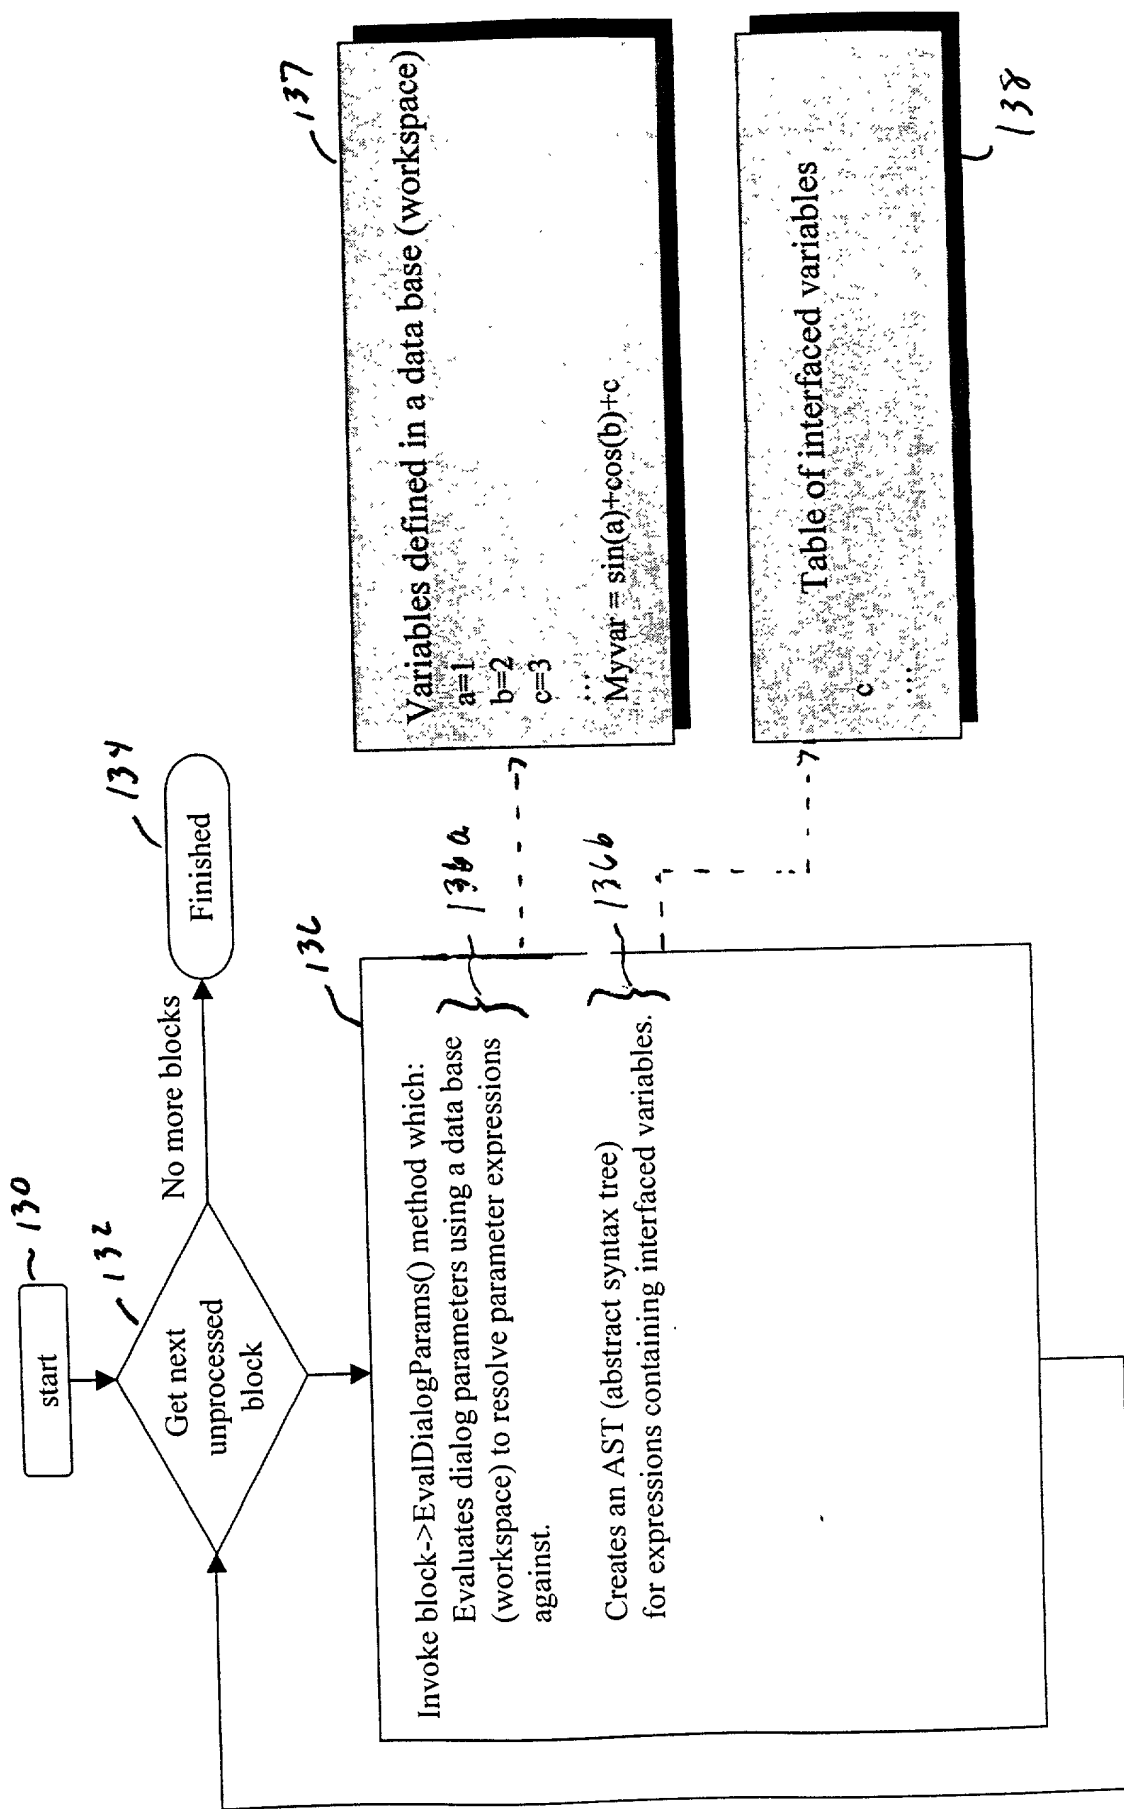 start
130
132
Get next
unprocessed
block
No more blocks
134
Finished
136
Invoke block->EvalDialogParams() method which:
Evaluates dialog parameters using a data base
(workspace) to resolve parameter expressions
against.
136a
Creates an AST (abstract syntax tree)
for expressions containing interfaced variables.
136b
137
Variables defined in a data base (workspace)
a=1
b=2
c=3
...
Myvar = sin(a)+cos(b)+c
Table of interfaced variables
c
...
138